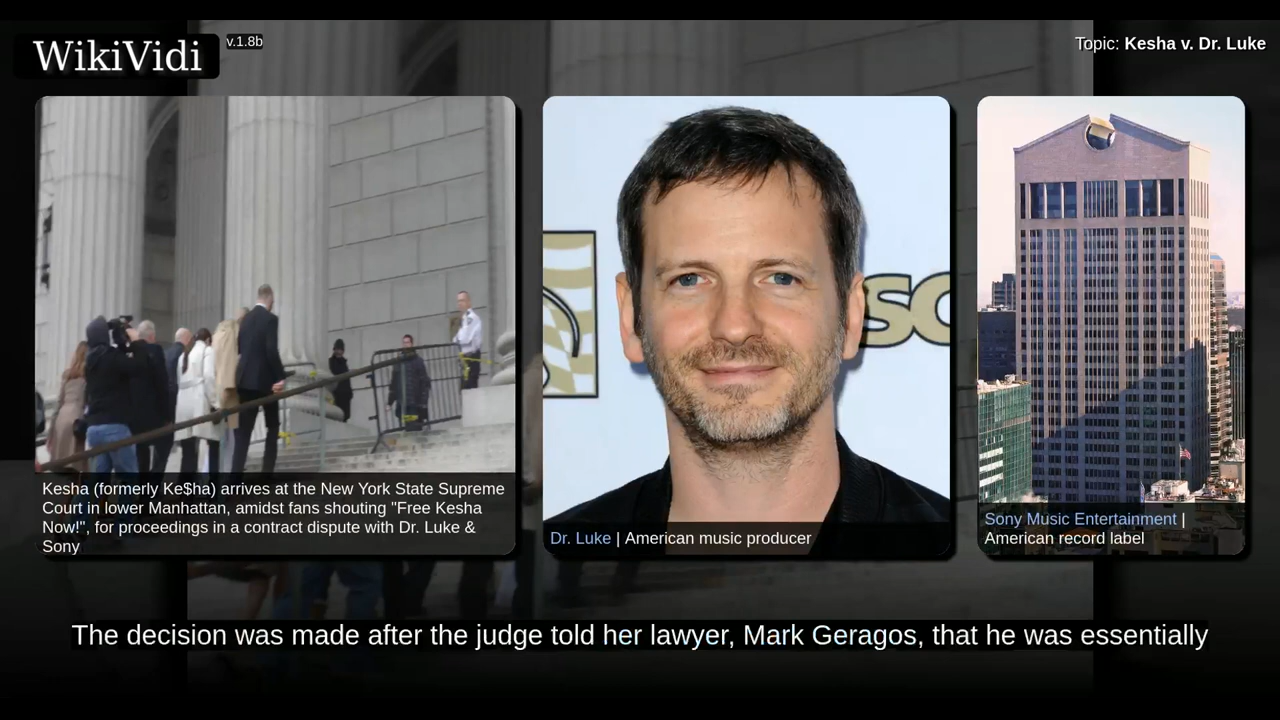 WikiVidi
v.1.8b
Topic: Kesha v. Dr. Luke
Kesha (formerly Ke$ha) arrives at the New York State Supreme
Court in lower Manhattan, amidst fans shouting "Free Kesha
Now!", for proceedings in a contract dispute with Dr. Luke &
Sony
SC
Dr. Luke | American music producer
Sony Music Entertainment |
American record label
The decision was made after the judge told her lawyer, Mark Geragos, that he was essentially